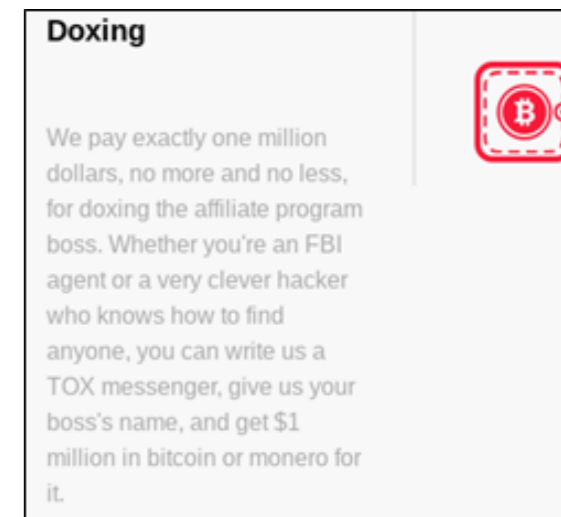 Doxing
We pay exactly one million
dollars, no more and no less,
for doxing the affiliate program
boss. Whether you're an FBI
agent or a very clever hacker
who knows how to find
anyone, you can write us a
TOX messenger, give us your
boss's name, and get $1
million in bitcoin or monero for
it.